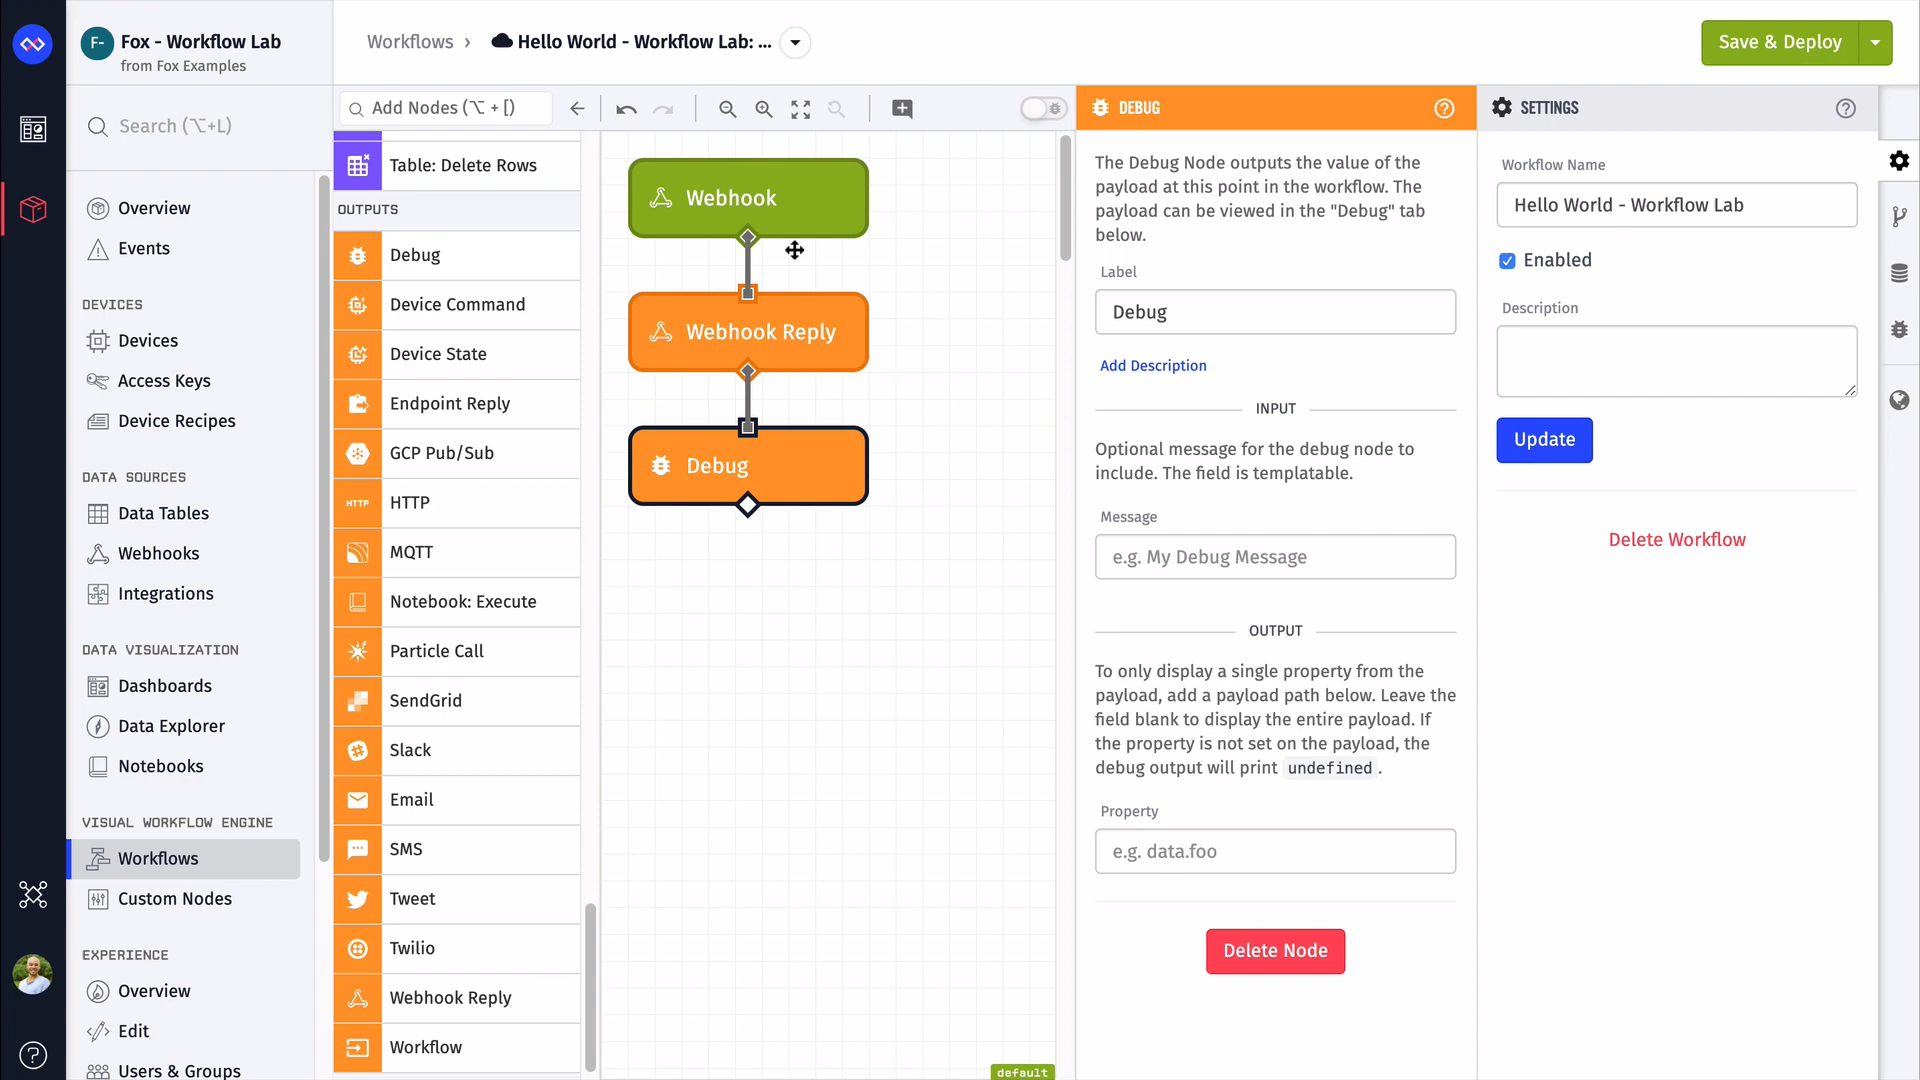 F-
Fox - Workflow Lab
from Fox Examples
Workflows ›
Hello World - Workflow Lab: ...
Save & Deploy
Search (⌥+L)
Overview
Events
DEVICES
Devices
Access Keys
Device Recipes
DATA SOURCES
Data Tables
Webhooks
Integrations
DATA VISUALIZATION
Dashboards
Data Explorer
Notebooks
VISUAL WORKFLOW ENGINE
Workflows
Custom Nodes
EXPERIENCE
Overview
Edit
Users & Groups
Add Nodes (⌥ + [)
Table: Delete Rows
OUTPUTS
Debug
Device Command
Device State
Endpoint Reply
GCP Pub/Sub
HTTP
HTTP
MQTT
Notebook: Execute
Particle Call
SendGrid
Slack
Email
SMS
Tweet
Twilio
Webhook Reply
Workflow
Webhook
Webhook Reply
Debug
default
DEBUG
The Debug Node outputs the value of the
payload at this point in the workflow. The
payload can be viewed in the "Debug" tab
below.
Label
Debug
Add Description
INPUT
Optional message for the debug node to
include. The field is templatable.
Message
e.g. My Debug Message
OUTPUT
To only display a single property from the
payload, add a payload path below. Leave the
field blank to display the entire payload. If
the property is not set on the payload, the
debug output will print undefined.
Property
e.g. data.foo
Delete Node
SETTINGS
Workflow Name
Hello World - Workflow Lab
Enabled
Description
Update
Delete Workflow